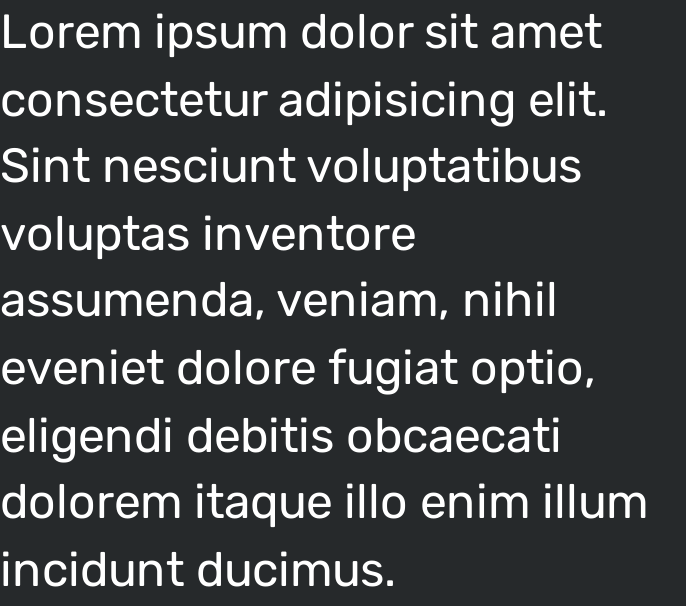 Lorem ipsum dolor sit amet
consectetur adipisicing elit.
Sint nesciunt voluptatibus
voluptas inventore
assumenda, veniam, nihil
eveniet dolore fugiat optio,
eligendi debitis obcaecati
dolorem itaque illo enim illum
incidunt ducimus.